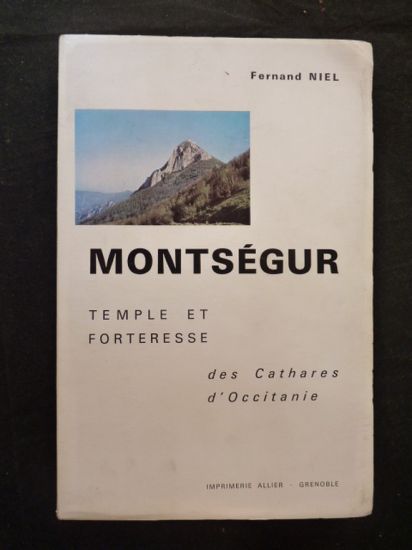 Fernand NIEL
MONTSÉGUR
TEMPLE ET
FORTERESSE
des Cathares
d'Occitanie
IMPRIMERIE ALLIER - GRENOBLE